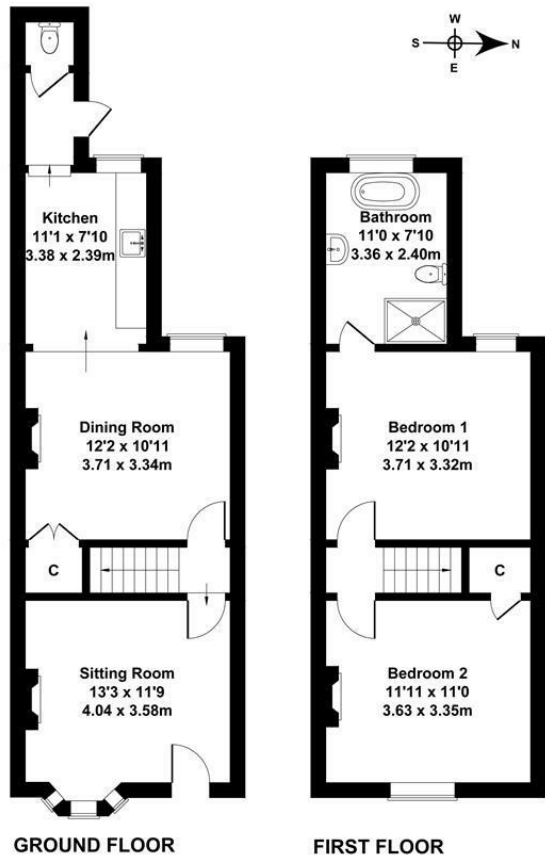 W
S N
E
Kitchen
11'1 x 7'10
3.38 x 2.39m
Dining Room
12'2 x 10'11
3.71 x 3.34m
C
Sitting Room
13'3 x 11'9
4.04 x 3.58m
GROUND FLOOR
Bathroom
11'0 x 7'10
3.36 x 2.40m
Bedroom 1
12'2 x 10'11
3.71 x 3.32m
C
Bedroom 2
11'11 x 11'0
3.63 x 3.35m
FIRST FLOOR